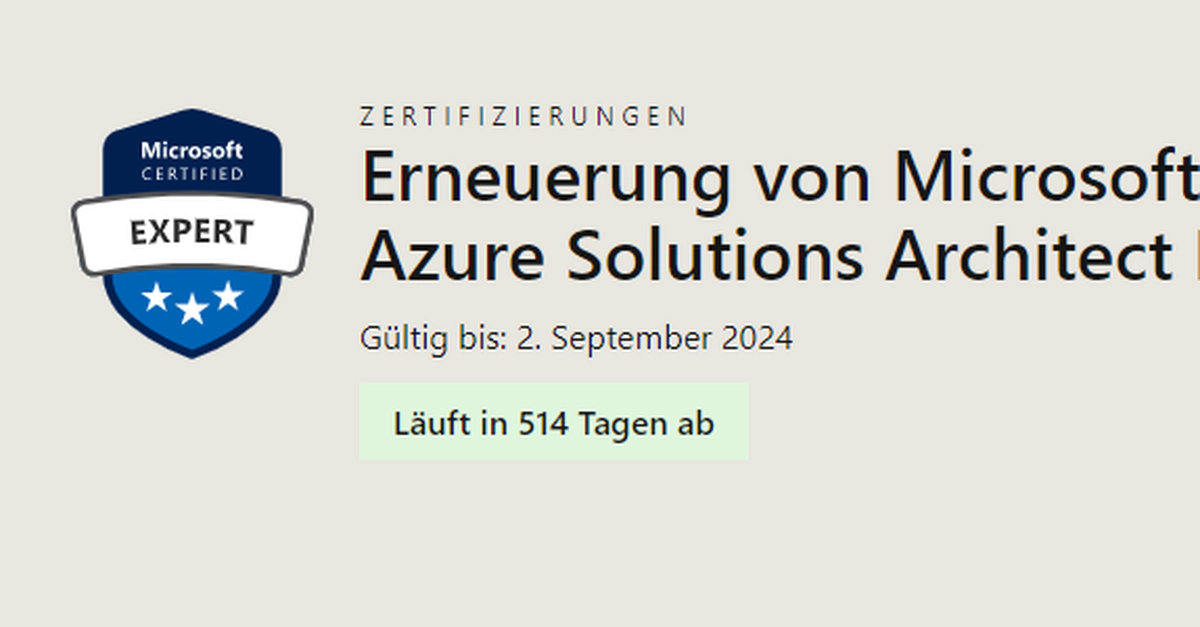 Microsoft
CERTIFIED
EXPERT
ZERTIFIZIERUNGEN
Erneuerung von Microsoft
Azure Solutions Architect
Gültig bis: 2. September 2024
Läuft in 514 Tagen ab